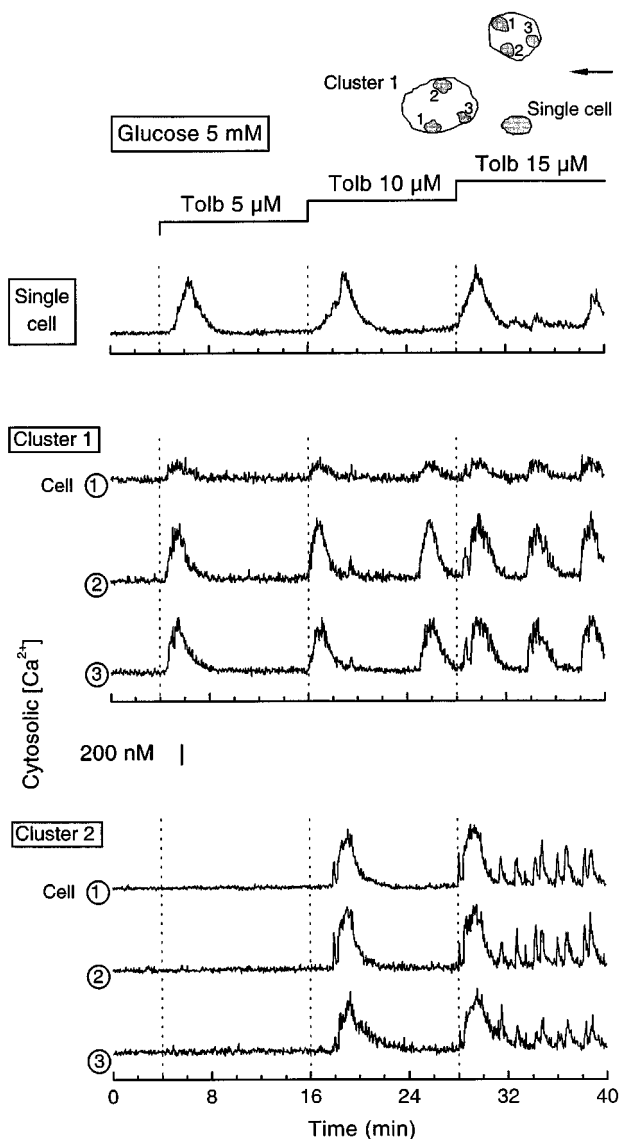 1
3
2
Cluster 1
2
3
1
Single cell
Glucose 5 mM
Tolb 15 µM
Tolb 10 µM
Tolb 5 µM
Single
cell
Cluster 1
Cell 1
2
3
Cytosolic [Ca²⁺]
200 nM
Cluster 2
Cell 1
2
3
0 8 16 24 32 40
Time (min)